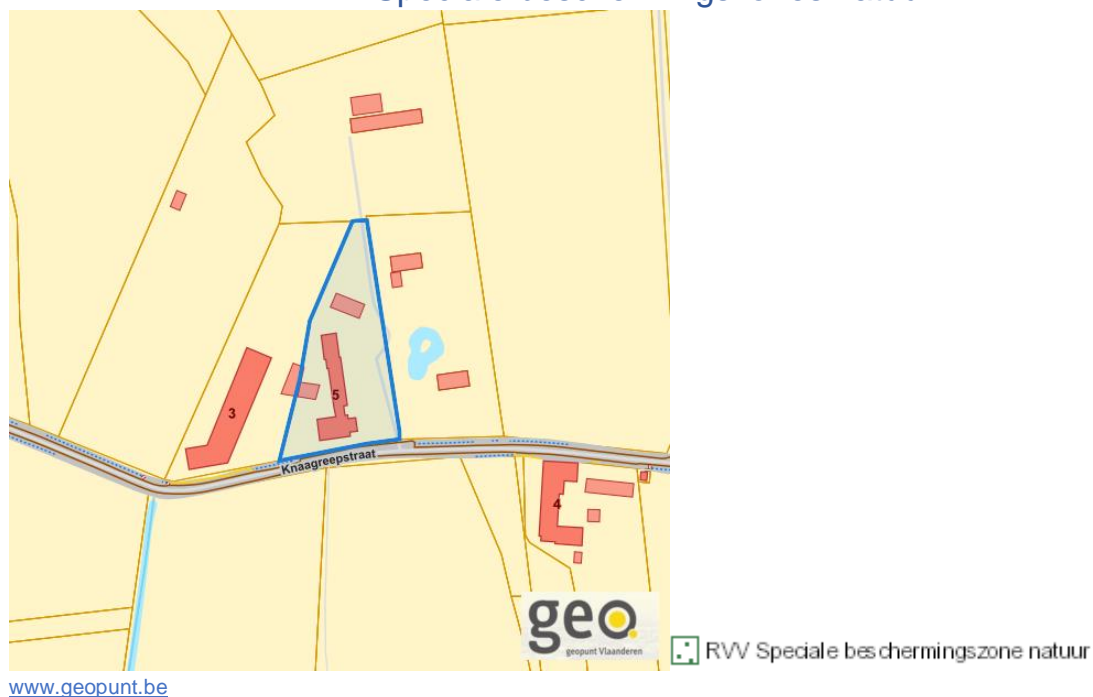 3
5
Knaagreepstraat
4
geo
geopunt Vlaanderen
RVV Speciale beschermingszone natuur
www.geopunt.be